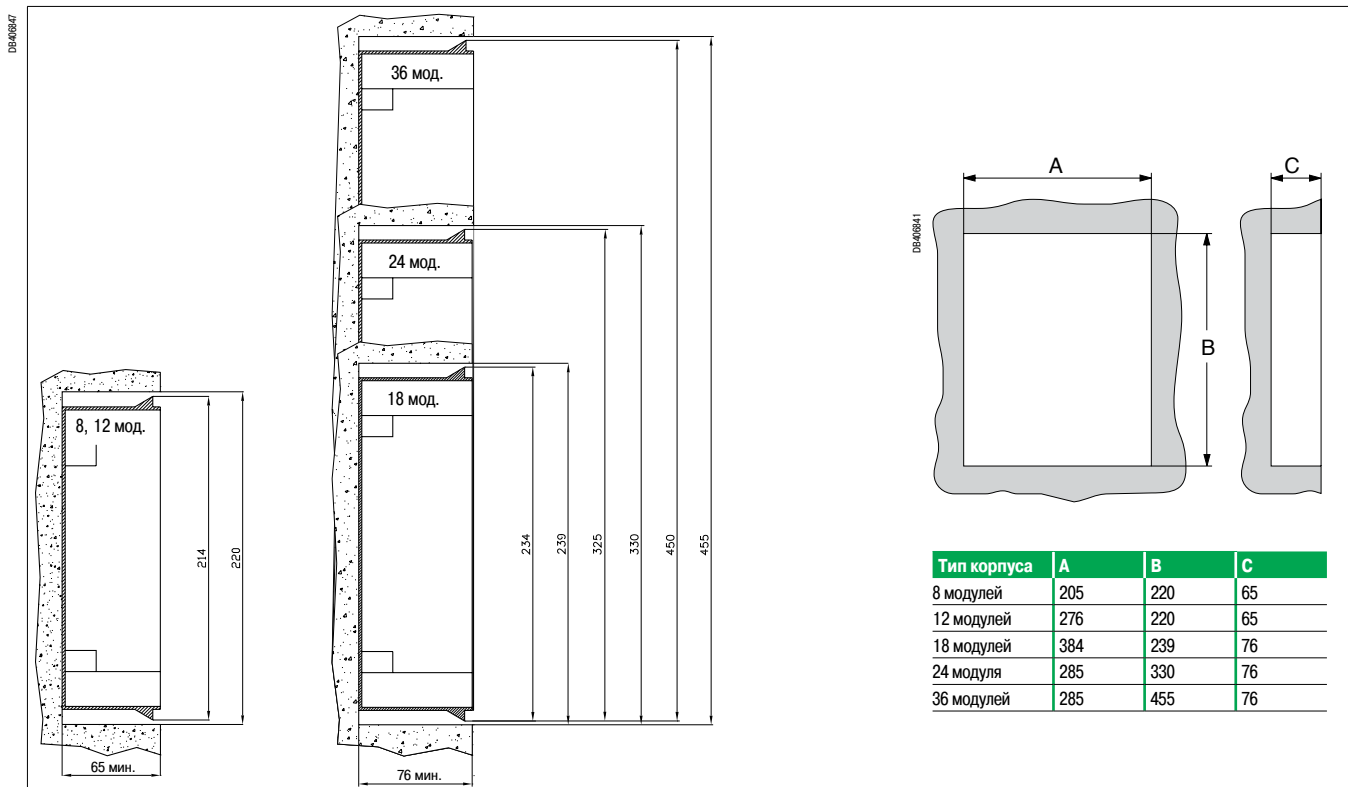 DB406847
36 мод.
24 мод.
18 мод.
8, 12 мод.
214
220
234
239
325
330
450
455
65 мин.
76 мин.
DB406841
A
C
B
Тип корпуса A B C
8 модулей 205 220 65
12 модулей 276 220 65
18 модулей 384 239 76
24 модуля 285 330 76
36 модулей 285 455 76